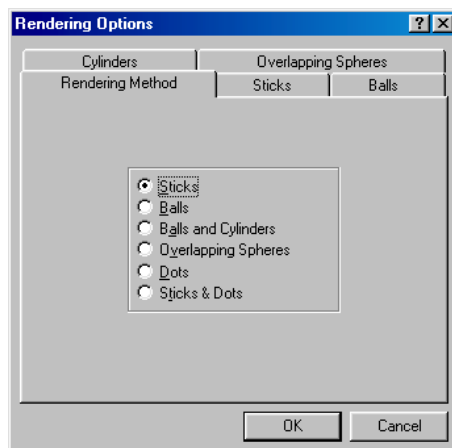 Rendering Options
Cylinders Overlapping Spheres
Rendering Method Sticks Balls
Sticks
Balls
Balls and Cylinders
Overlapping Spheres
Dots
Sticks & Dots
OK Cancel